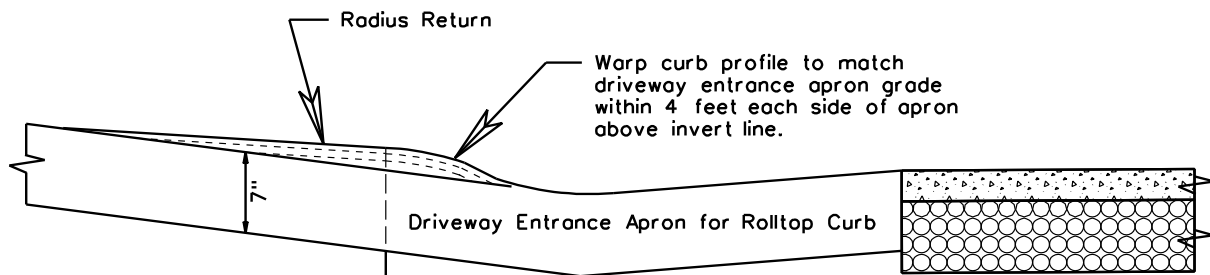 Radius Return
Warp curb profile to match
driveway entrance apron grade
within 4 feet each side of apron
above invert line.
7"
Driveway Entrance Apron for Rolltop Curb